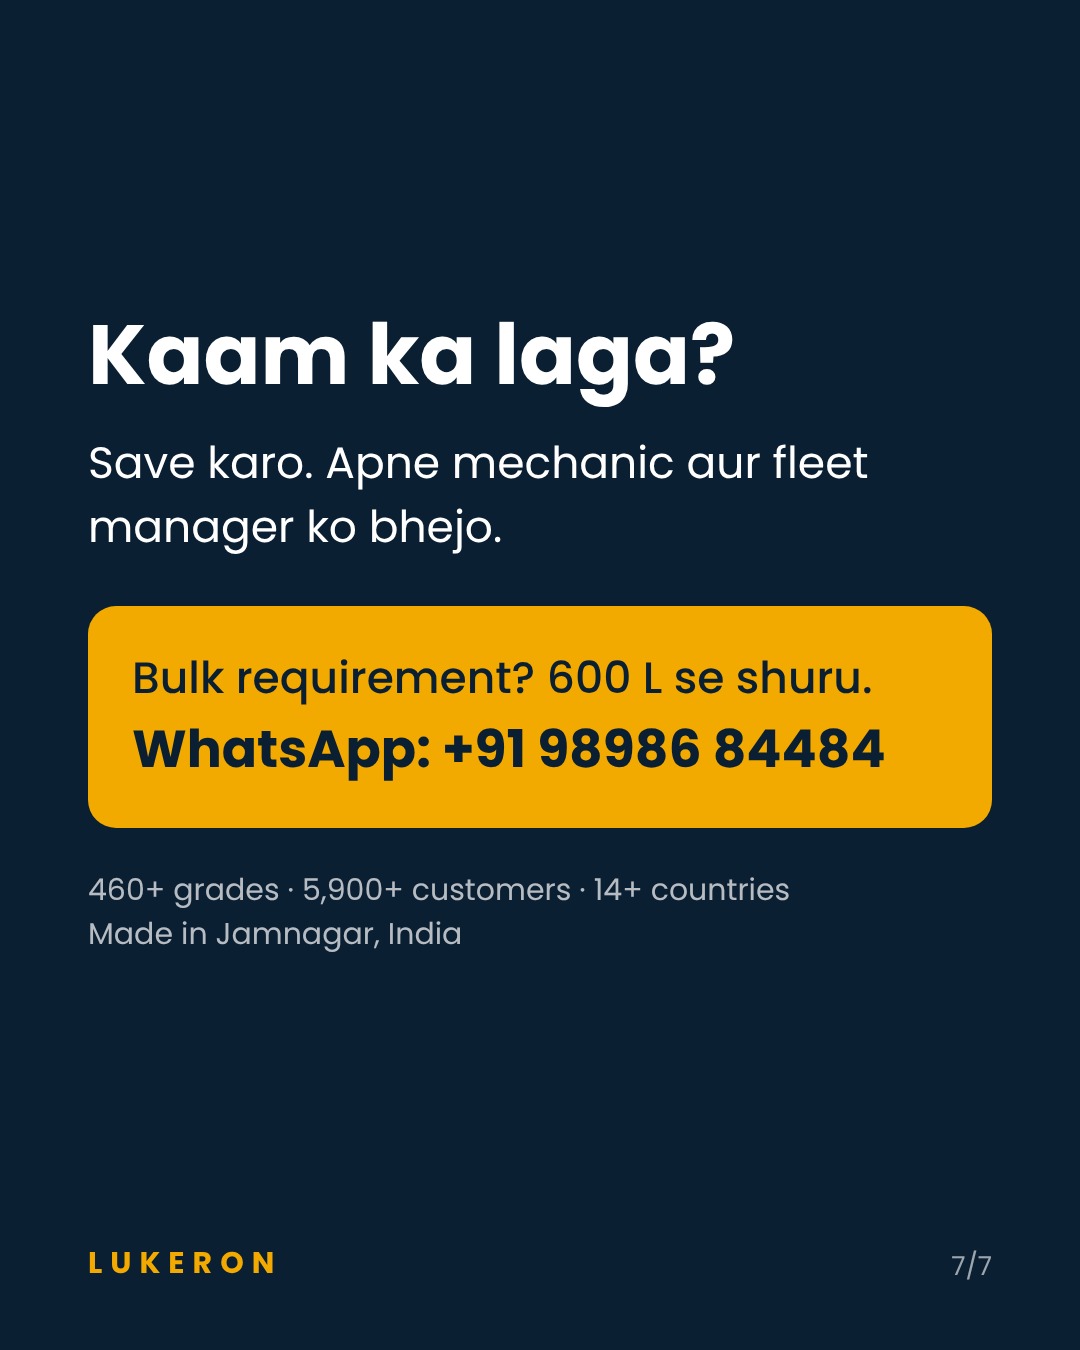 Kaam ka laga?
Save karo. Apne mechanic aur fleet
manager ko bhejo.
Bulk requirement? 600 L se shuru.
WhatsApp: +91 98986 84484
460+ grades · 5,900+ customers · 14+ countries
Made in Jamnagar, India
LUKERON
7/7